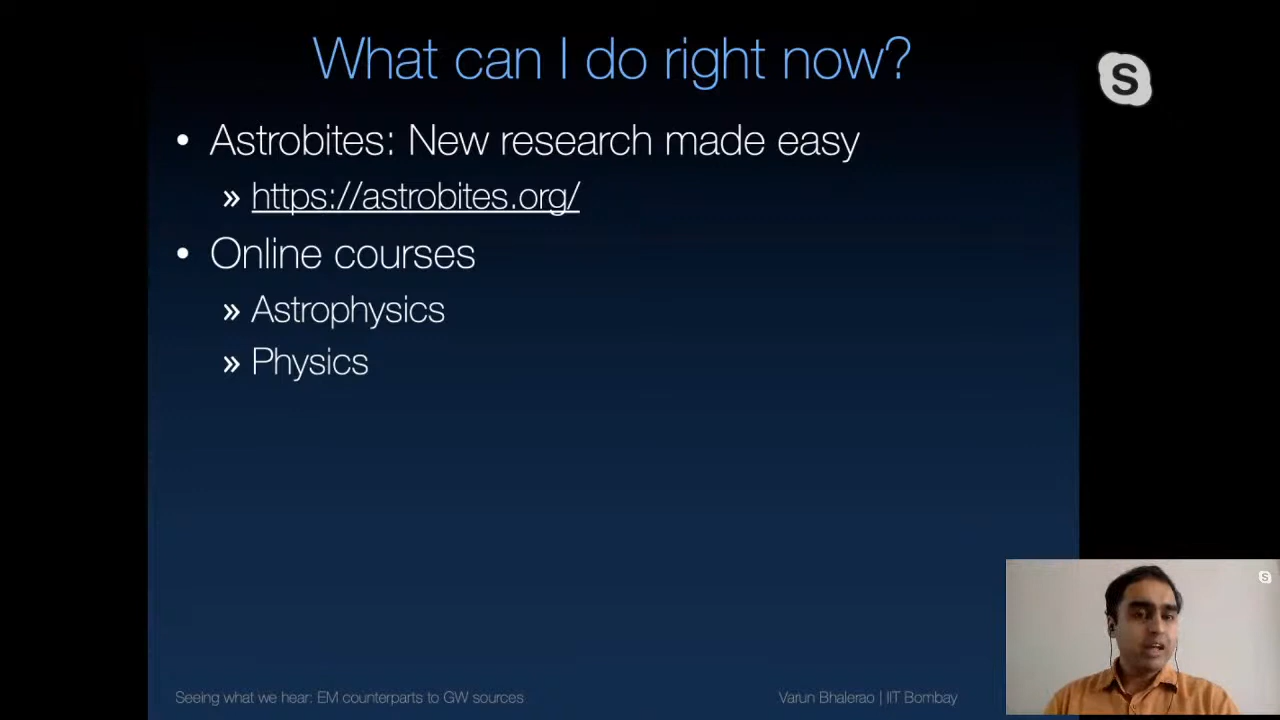 What can I do right now?
• Astrobites: New research made easy
» https://astrobites.org/
• Online courses
» Astrophysics
» Physics
Seeing what we hear: EM counterparts to GW sources
Varun Bhalerao | IIT Bombay
S
S